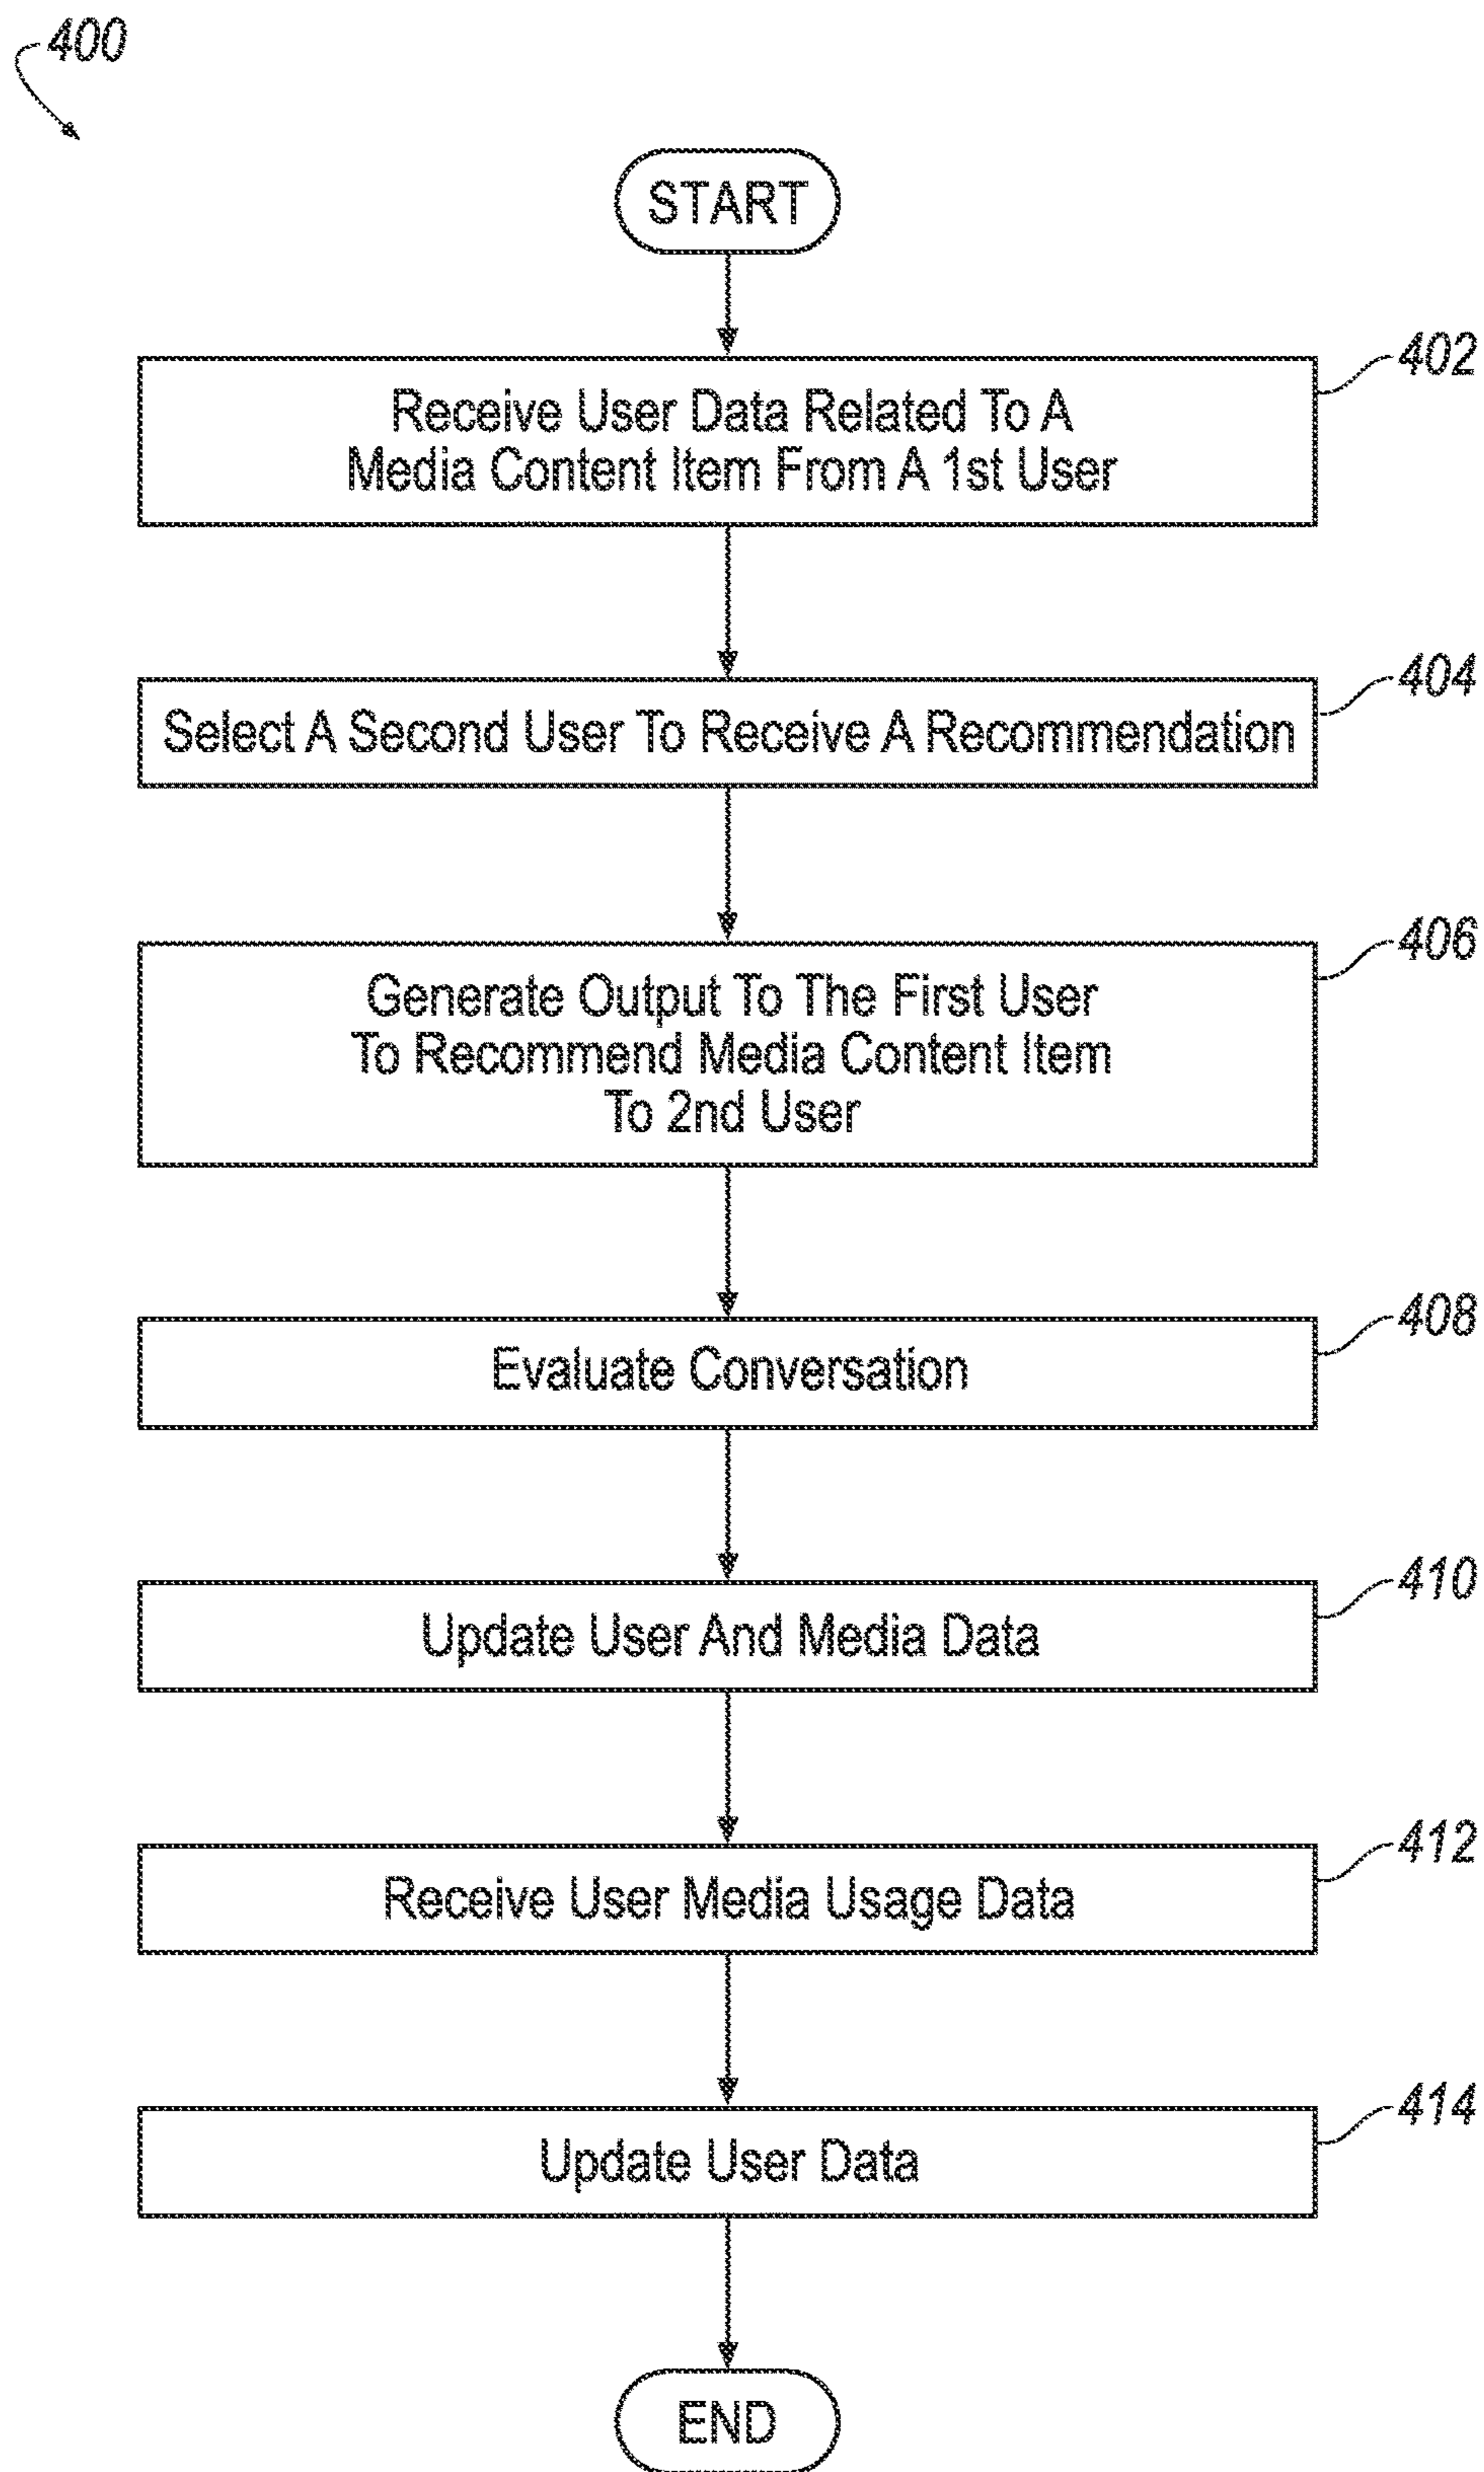 400
START
402
Receive User Data Related To A
Media Content Item From A 1st User
404
Select A Second User To Receive A Recommendation
406
Generate Output To The First User
To Recommend Media Content Item
To 2nd User
408
Evaluate Conversation
410
Update User And Media Data
412
Receive User Media Usage Data
414
Update User Data
END